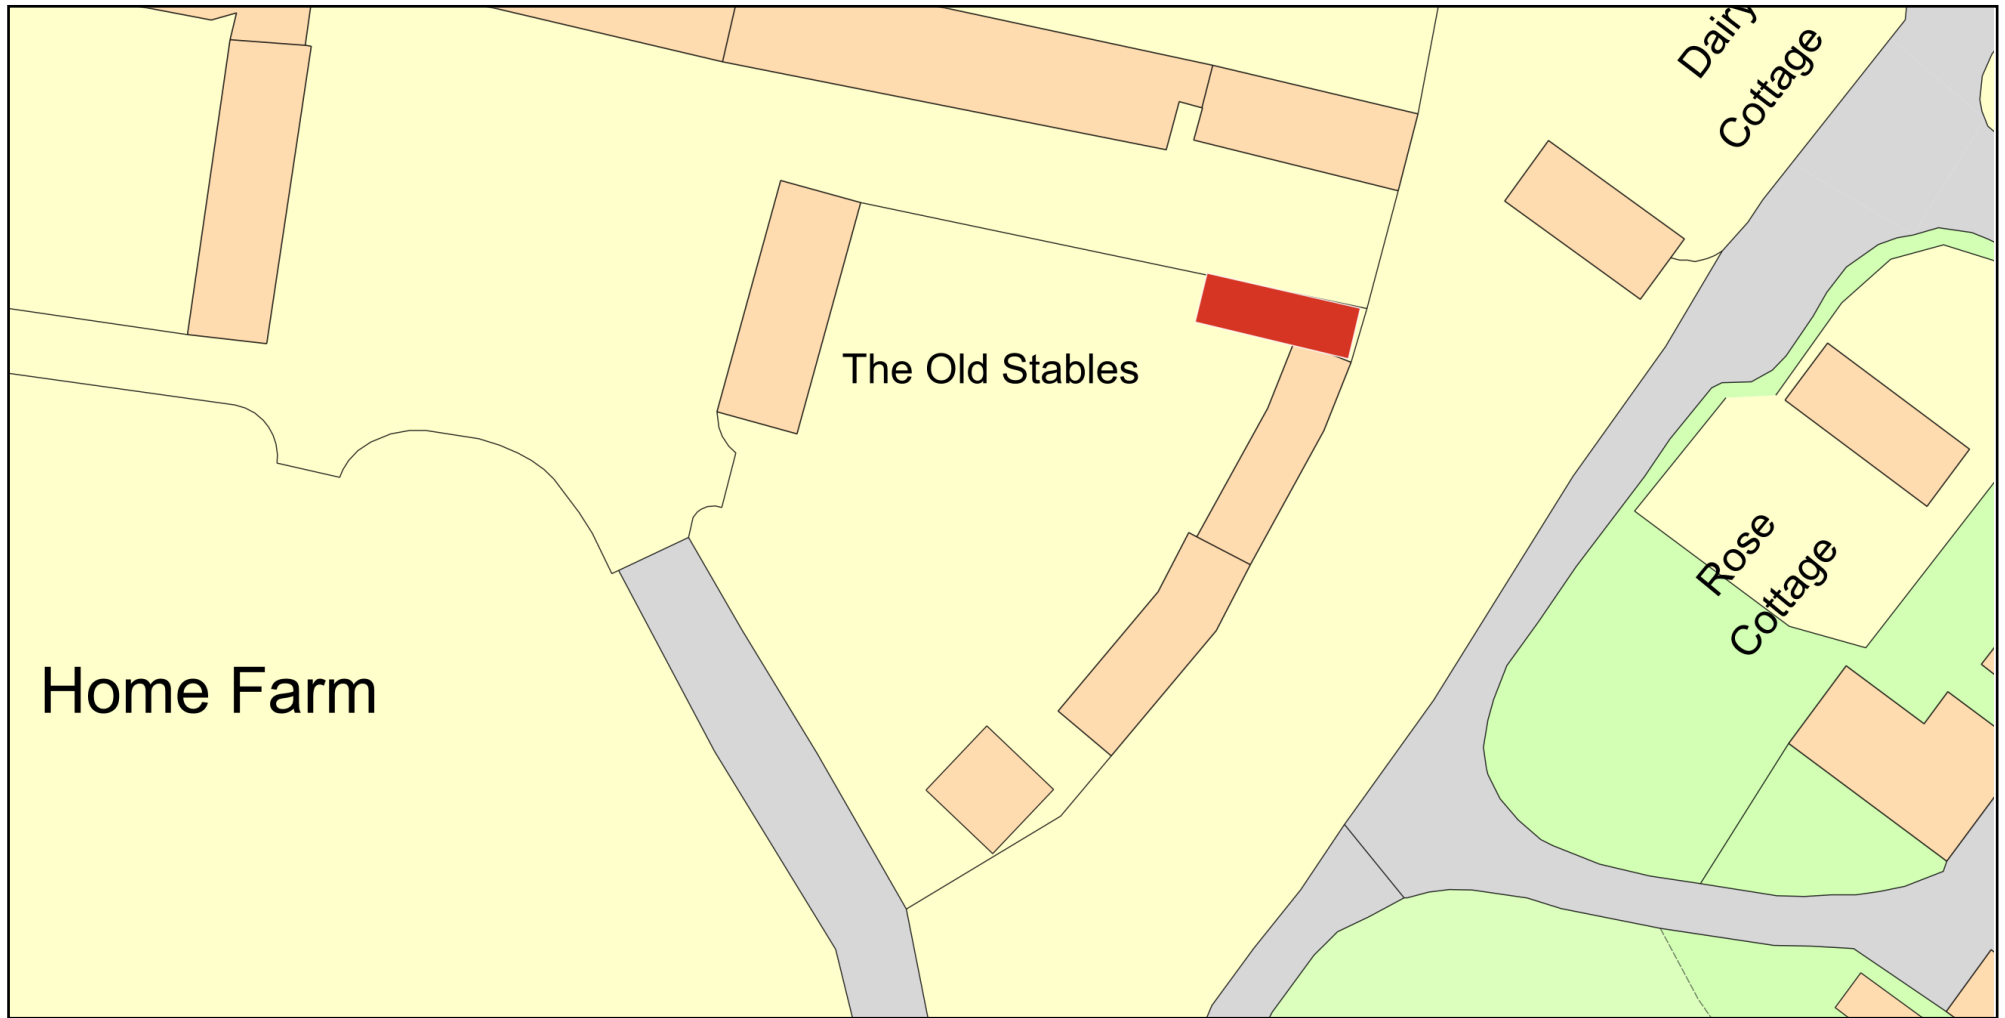 Dairy
Cottage
The Old Stables
Rose
Cottage
Home Farm